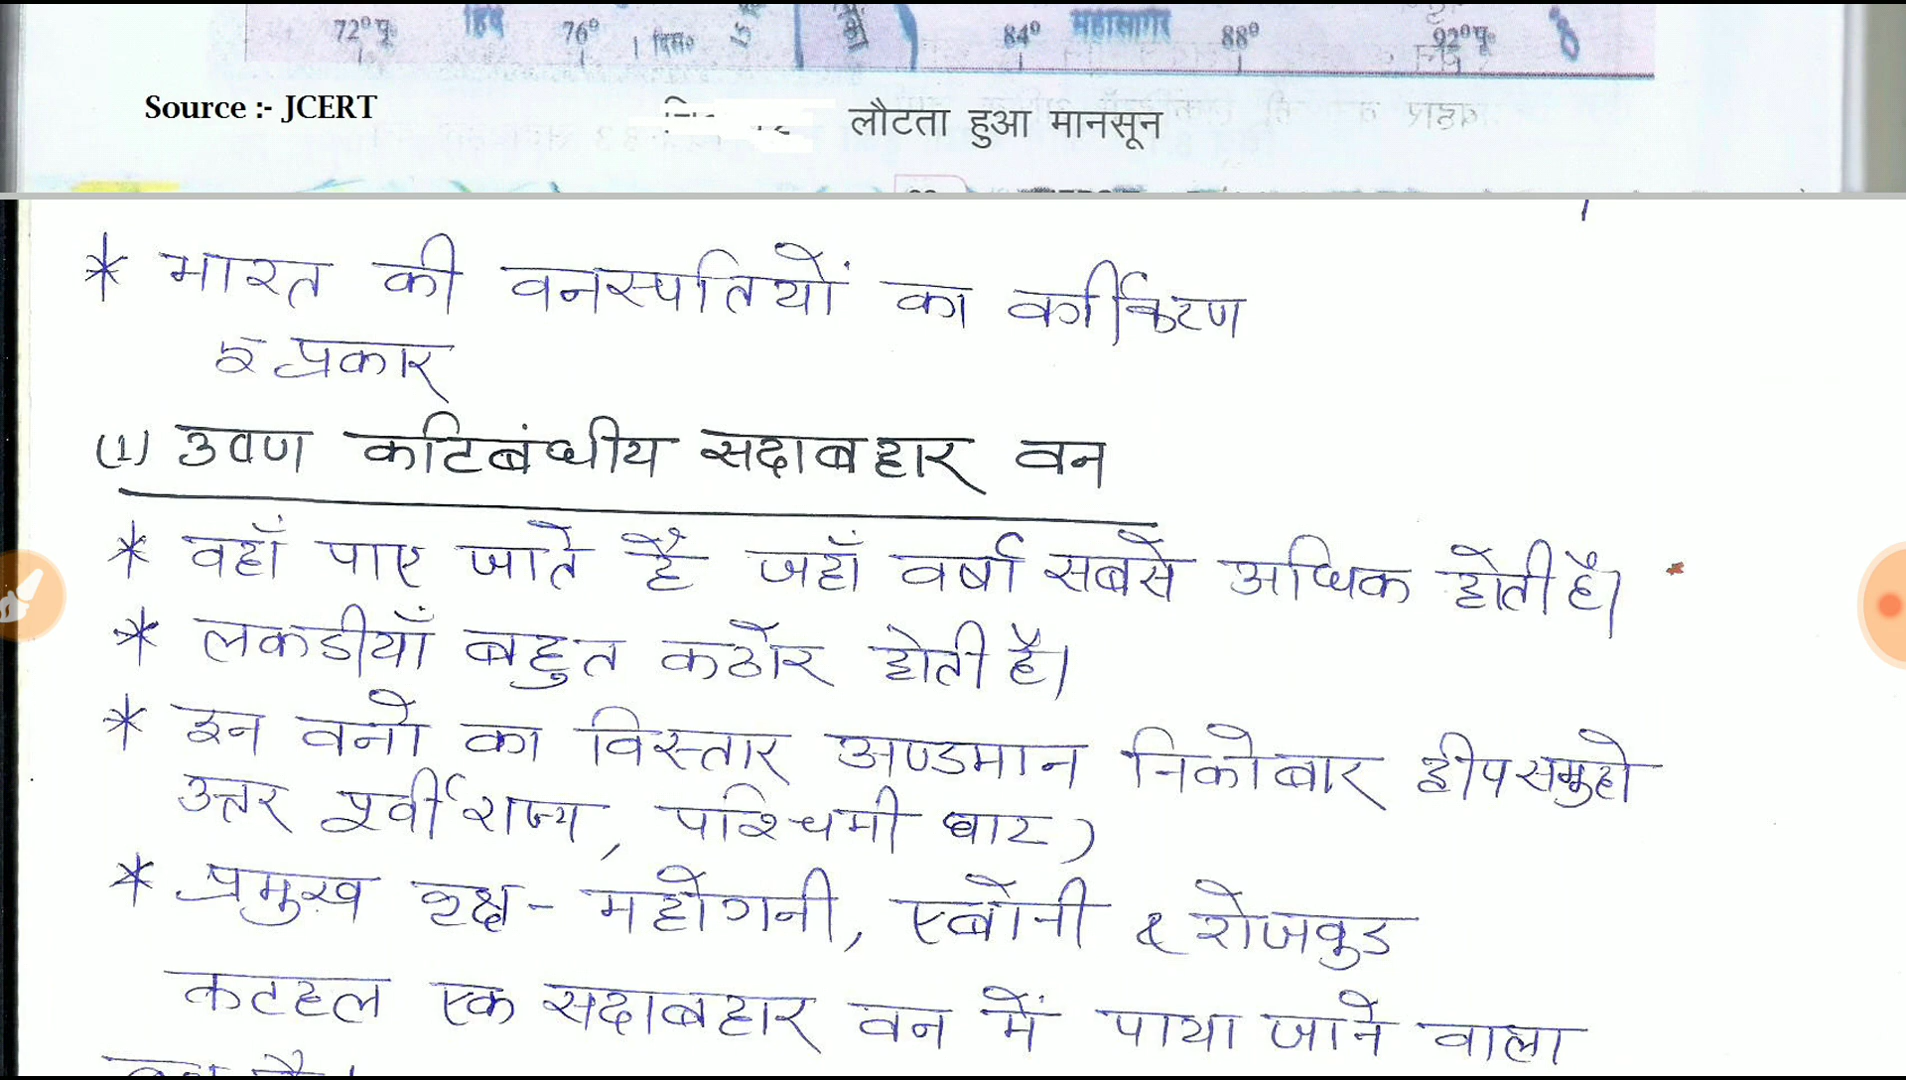 72° पू. हिंद 76° 84° महासागर 88° 92° पू.
Source :- JCERT
लौटता हुआ मानसून
* भारत की वनस्पतियों का वर्गीकरण
प्रकार
(1) उष्ण कटिबंधीय सदाबहार वन
* वहाँ पाए जाते हैं जहाँ वर्षा सबसे अधिक होती है।
* लकडीयाँ बहुत कठोर होती है।
* इन वनो का विस्तार अण्डमान निकोबार द्वीपसमुहो
उत्तर पूर्वी राज्य, पश्चिमी घाट)
* प्रमुख वृक्ष - महोगनी, एबोनी & रोजवुड
कटहल एक सदाबहार वन में पाया जाने वाला